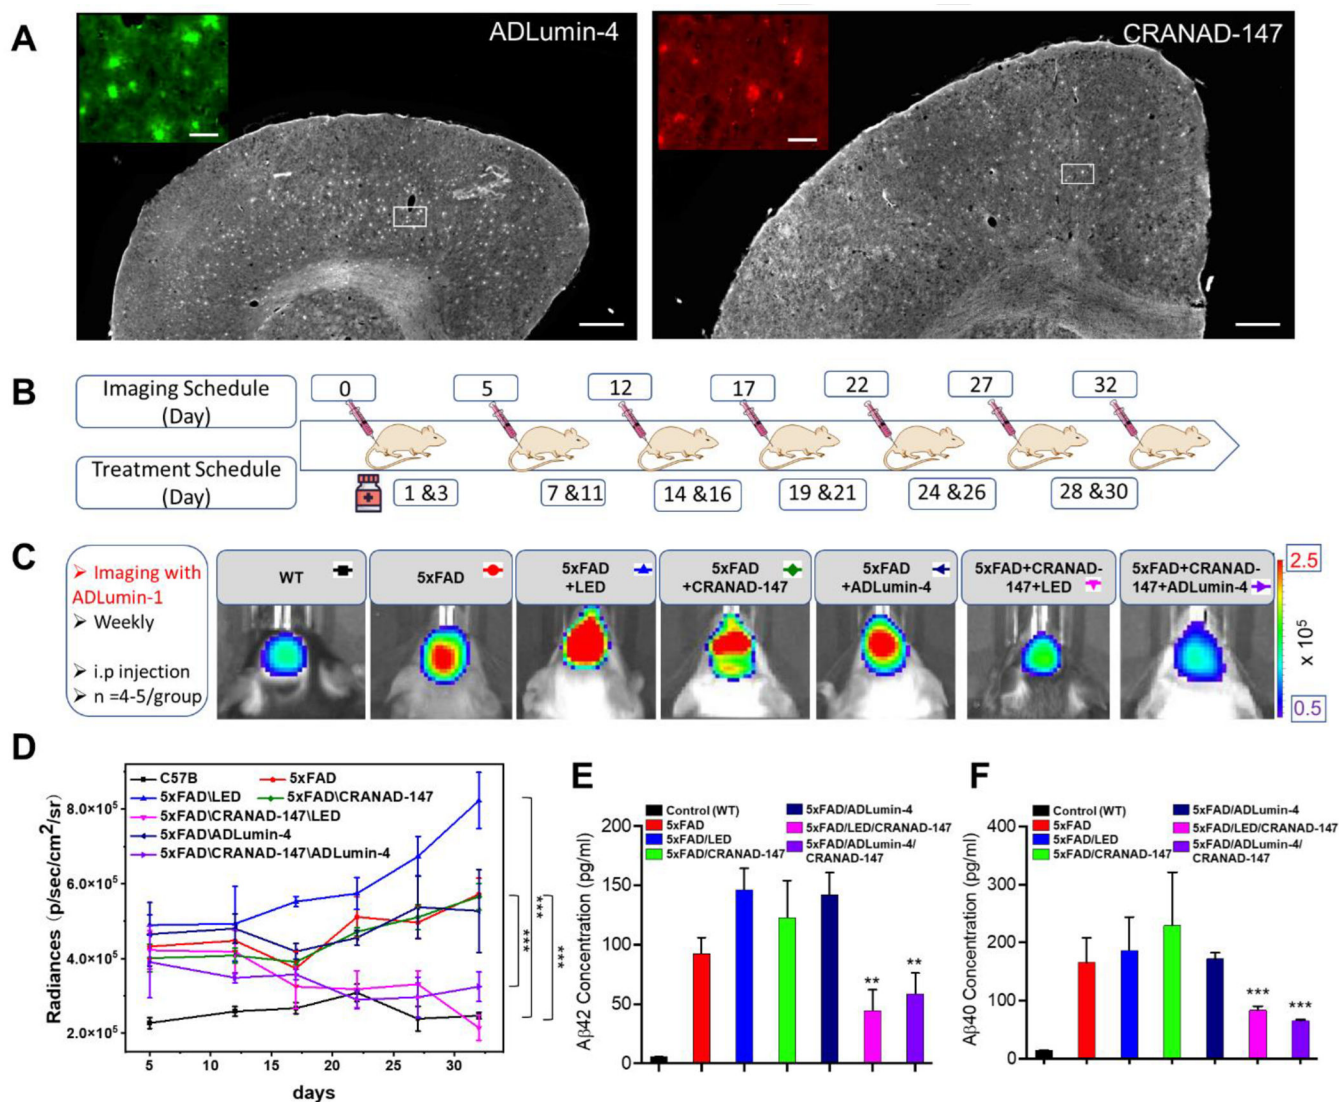 A
ADLumin-4
CRANAD-147
B
Imaging Schedule
(Day)
0
5
12
17
22
27
32
Treatment Schedule
(Day)
1 &3
7 &11
14 &16
19 &21
24 &26
28 &30
C
➢ Imaging with
ADLumin-1
➢ Weekly
➢ i.p injection
➢ n =4-5/group
WT
5xFAD
5xFAD
+LED
5xFAD
+CRANAD-147
5xFAD
+ADLumin-4
5xFAD+CRANAD-
147+LED
5xFAD+CRANAD-
147+ADLumin-4
2.5
x 10⁵
0.5
D
C57B
5xFAD
5xFAD\LED
5xFAD\CRANAD-147
5xFAD\CRANAD-147\LED
5xFAD\ADLumin-4
5xFAD\CRANAD-147\ADLumin-4
Radiances (p/sec/cm²/sr)
8.0×10⁵
6.0×10⁵
4.0×10⁵
2.0×10⁵
5
10
15
20
25
30
days
***
***
***
E
Control (WT)
5xFAD
5xFAD/LED
5xFAD/CRANAD-147
5xFAD/ADLumin-4
5xFAD/LED/CRANAD-147
5xFAD/ADLumin-4/
CRANAD-147
Aβ42 Concentration (pg/ml)
200
150
100
50
0
**
**
F
Control (WT)
5xFAD
5xFAD/LED
5xFAD/CRANAD-147
5xFAD/ADLumin-4
5xFAD/LED/CRANAD-147
5xFAD/ADLumin-4/
CRANAD-147
Aβ40 Concentration (pg/ml)
400
300
200
100
0
***
***